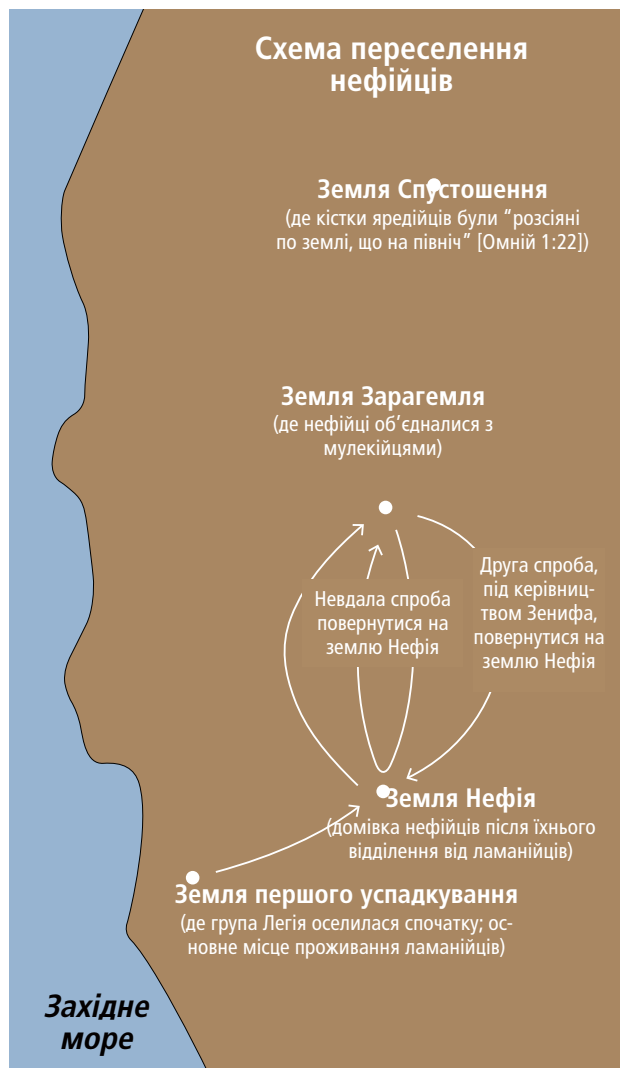 Схема переселення
нефійців
Земля Спустошення
(де кістки яредійців були “розсіяні
по землі, що на північ” [Омній 1:22])
Земля Зарагемля
(де нефійці об’єдналися з
мулекійцями)
Невдала спроба
повернутися на
землю Нефія
Друга спроба,
під керівниц-
твом Зенифа,
повернутися на
землю Нефія
Земля Нефія
(домівка нефійців після їхнього
відділення від ламанійців)
Земля першого успадкування
(де група Легія оселилася спочатку; ос-
новне місце проживання ламанійців)
Західне
море